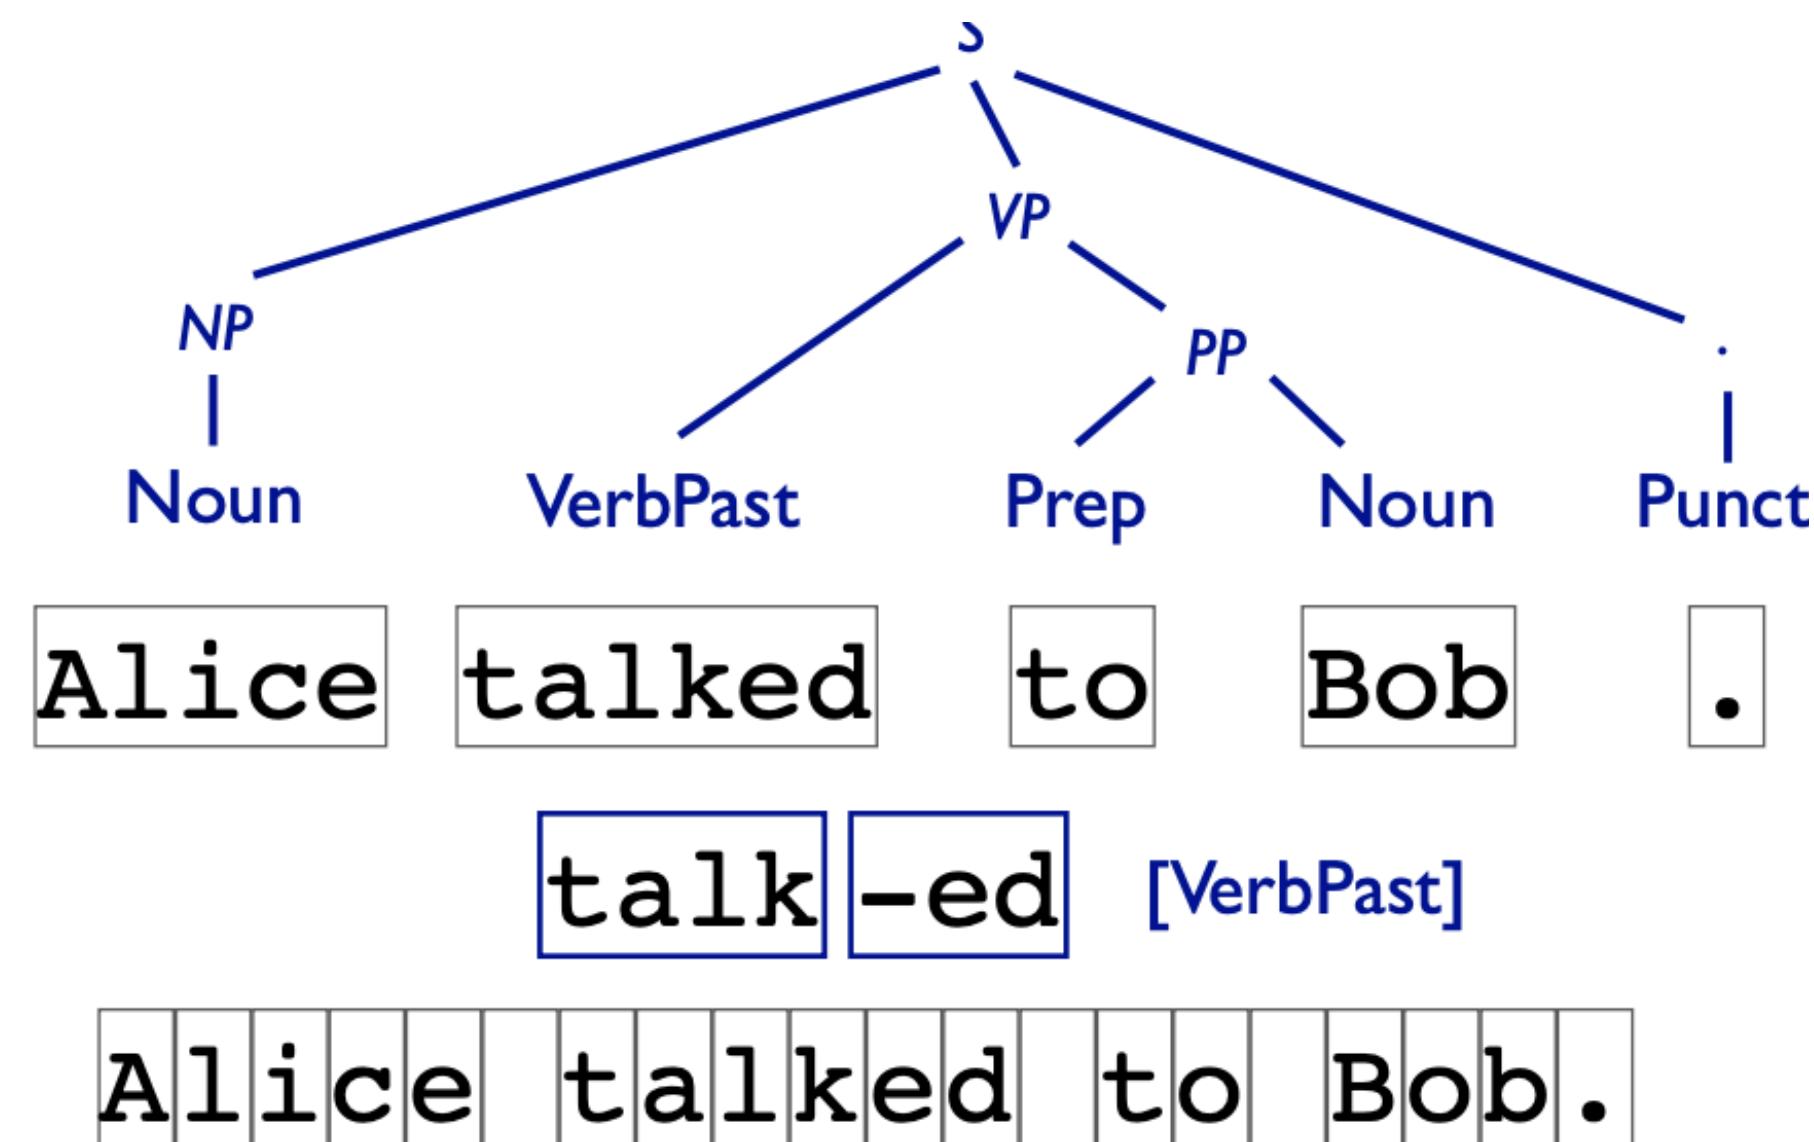 S
VP
NP
PP
.
Noun VerbPast Prep Noun Punct
Alice talked to Bob .
talk -ed [VerbPast]
Alice talked to Bob.